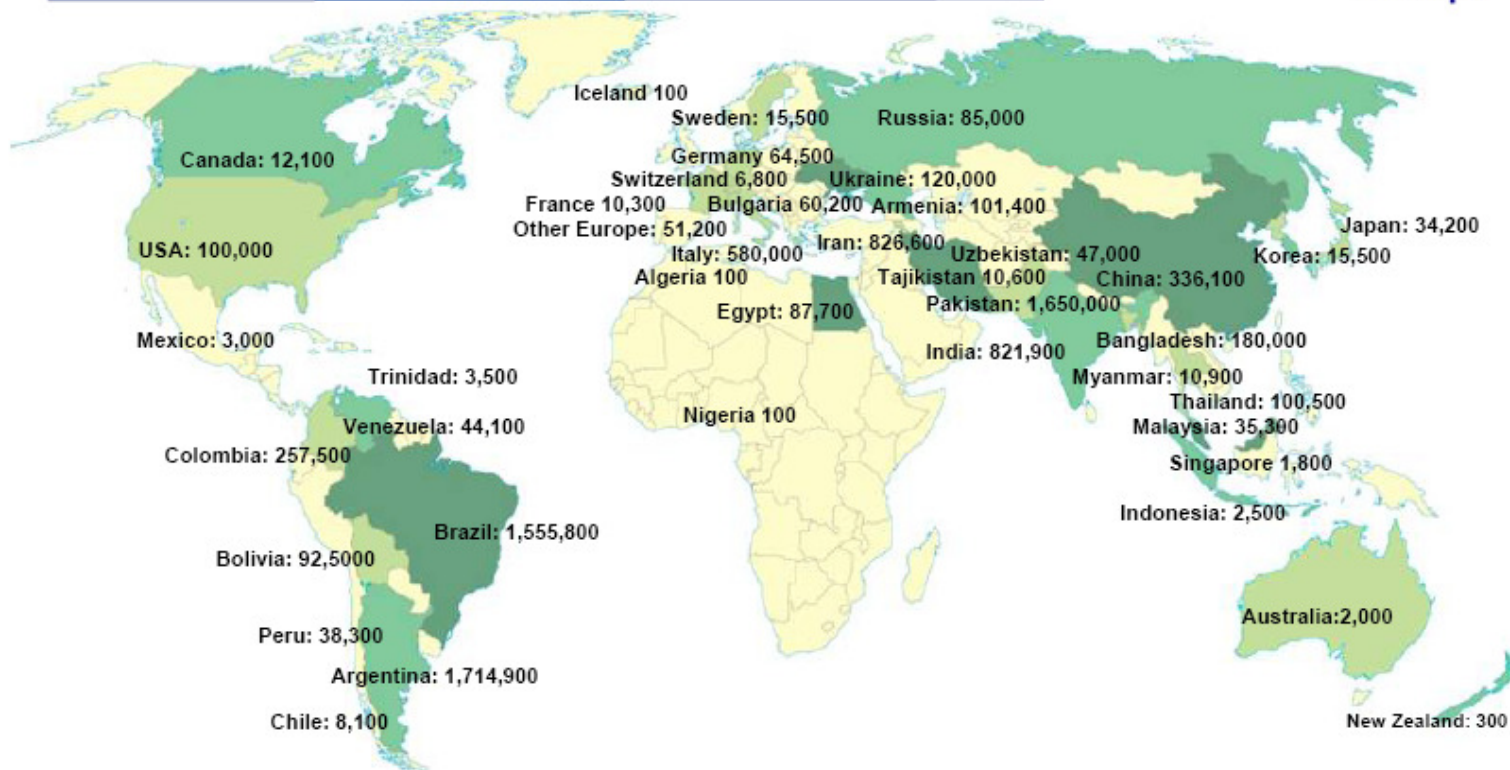 Iceland 100
Sweden: 15,500
Russia: 85,000
Canada: 12,100
Germany 64,500
Switzerland 6,800
Ukraine: 120,000
France 10,300
Bulgaria 60,200
Armenia: 101,400
Other Europe: 51,200
Japan: 34,200
USA: 100,000
Italy: 580,000
Iran: 826,600
Uzbekistan: 47,000
Korea: 15,500
Algeria 100
Tajikistan 10,600
China: 336,100
Egypt: 87,700
Pakistan: 1,650,000
Mexico: 3,000
India: 821,900
Bangladesh: 180,000
Trinidad: 3,500
Myanmar: 10,900
Thailand: 100,500
Nigeria 100
Venezuela: 44,100
Malaysia: 35,300
Colombia: 257,500
Singapore 1,800
Indonesia: 2,500
Brazil: 1,555,800
Bolivia: 92,5000
Australia:2,000
Peru: 38,300
Argentina: 1,714,900
Chile: 8,100
New Zealand: 300